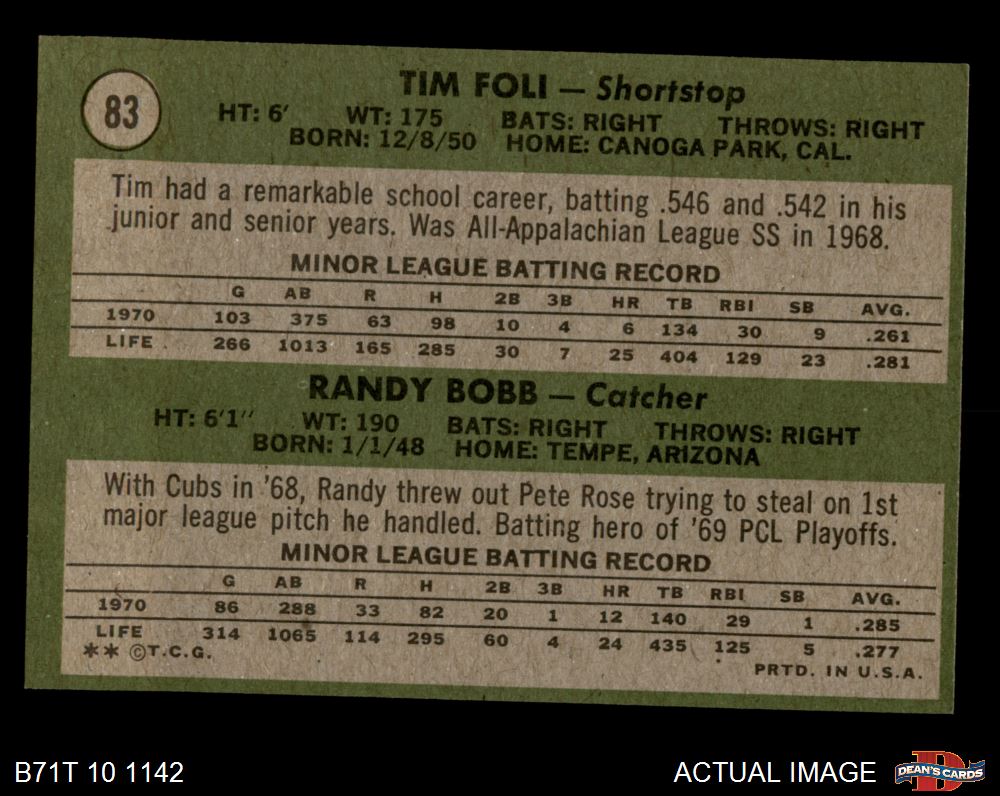 83
TIM FOLI — Shortstop
HT: 6' WT: 175 BATS: RIGHT THROWS: RIGHT
BORN: 12/8/50 HOME: CANOGA PARK, CAL.
Tim had a remarkable school career, batting .546 and .542 in his
junior and senior years. Was All-Appalachian League SS in 1968.
MINOR LEAGUE BATTING RECORD
G AB R H 2B 3B HR TB RBI SB AVG.
1970 103 375 63 98 10 4 6 134 30 9 .261
LIFE 266 1013 165 285 30 7 25 404 129 23 .281
RANDY BOBB — Catcher
HT: 6'1" WT: 190 BATS: RIGHT THROWS: RIGHT
BORN: 1/1/48 HOME: TEMPE, ARIZONA
With Cubs in '68, Randy threw out Pete Rose trying to steal on 1st
major league pitch he handled. Batting hero of '69 PCL Playoffs.
MINOR LEAGUE BATTING RECORD
G AB R H 2B 3B HR TB RBI SB AVG.
1970 86 288 33 82 20 1 12 140 29 1 .285
LIFE 314 1065 114 295 60 4 24 435 125 5 .277
** ©T.C.G.
PRTD. IN U.S.A.
B71T 10 1142
ACTUAL IMAGE
DEAN'S CARDS